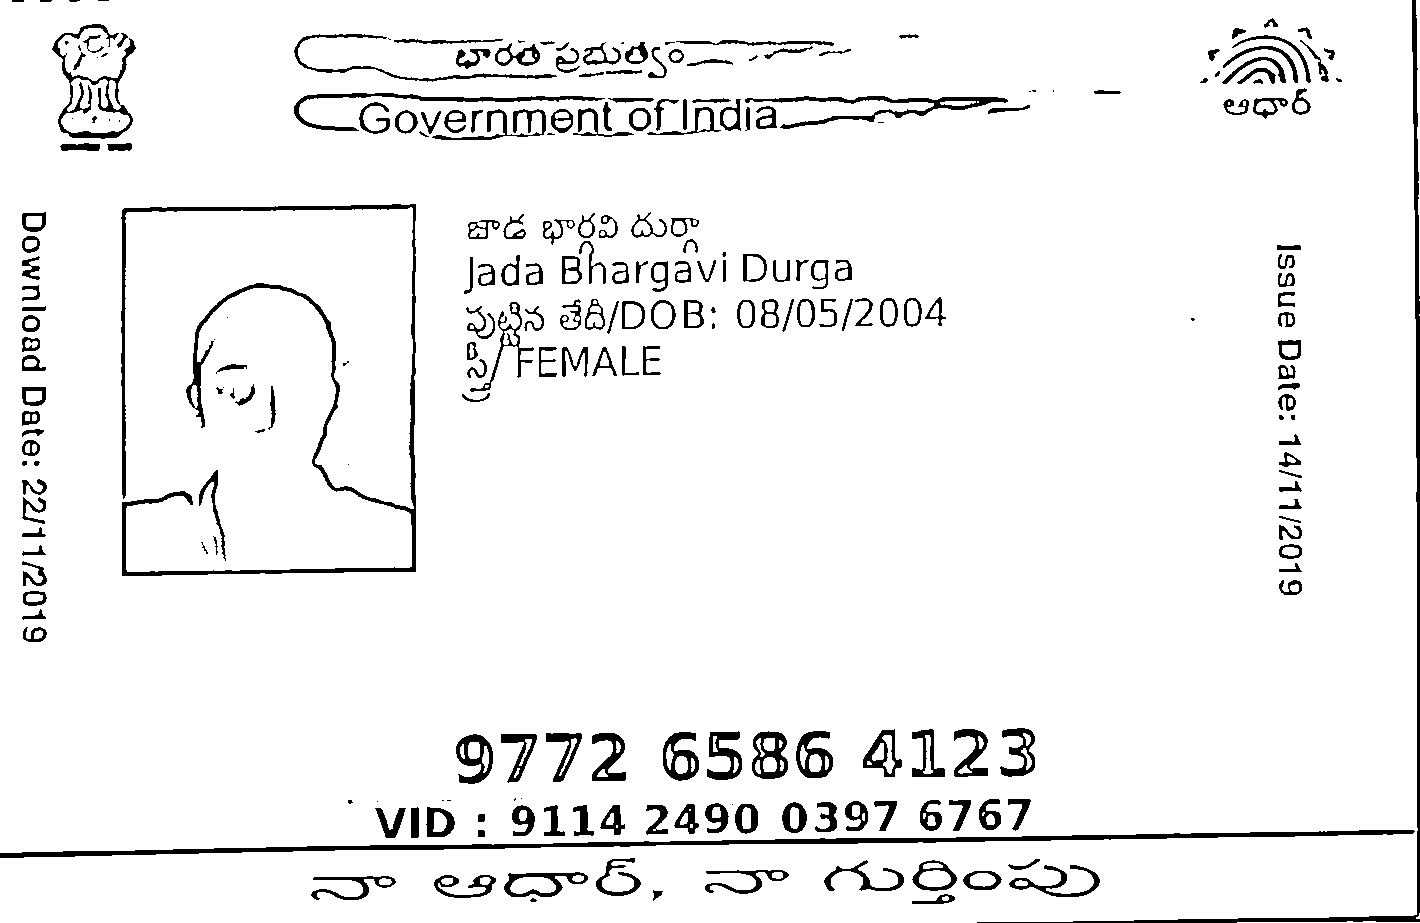 భారత ప్రభుత్వం
Government of India
ఆధార్
Download Date: 22/11/2019
జాడ భార్గవి దుర్గా
Jada Bhargavi Durga
పుట్టిన తేదీ/DOB: 08/05/2004
స్త్రీ/ FEMALE
Issue Date: 14/11/2019
9772 6586 4123
VID : 9114 2490 0397 6767
నా ఆధార్, నా గుర్తింపు